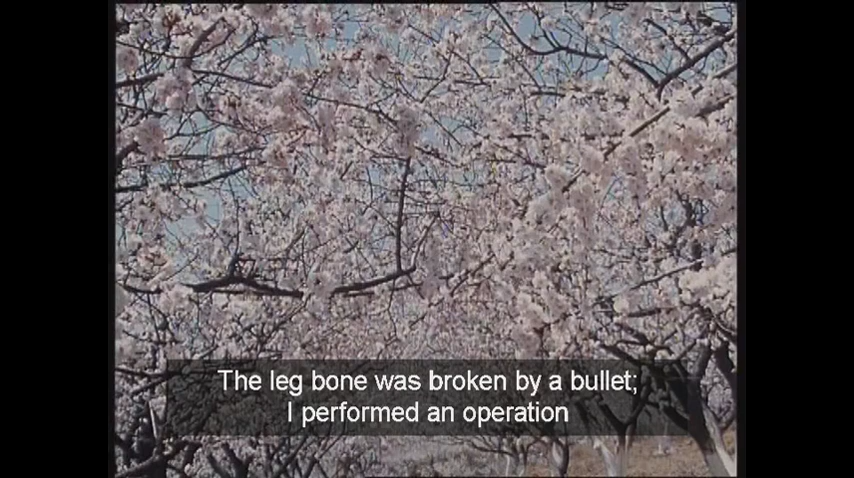 The leg bone was broken by a bullet;
I performed an operation